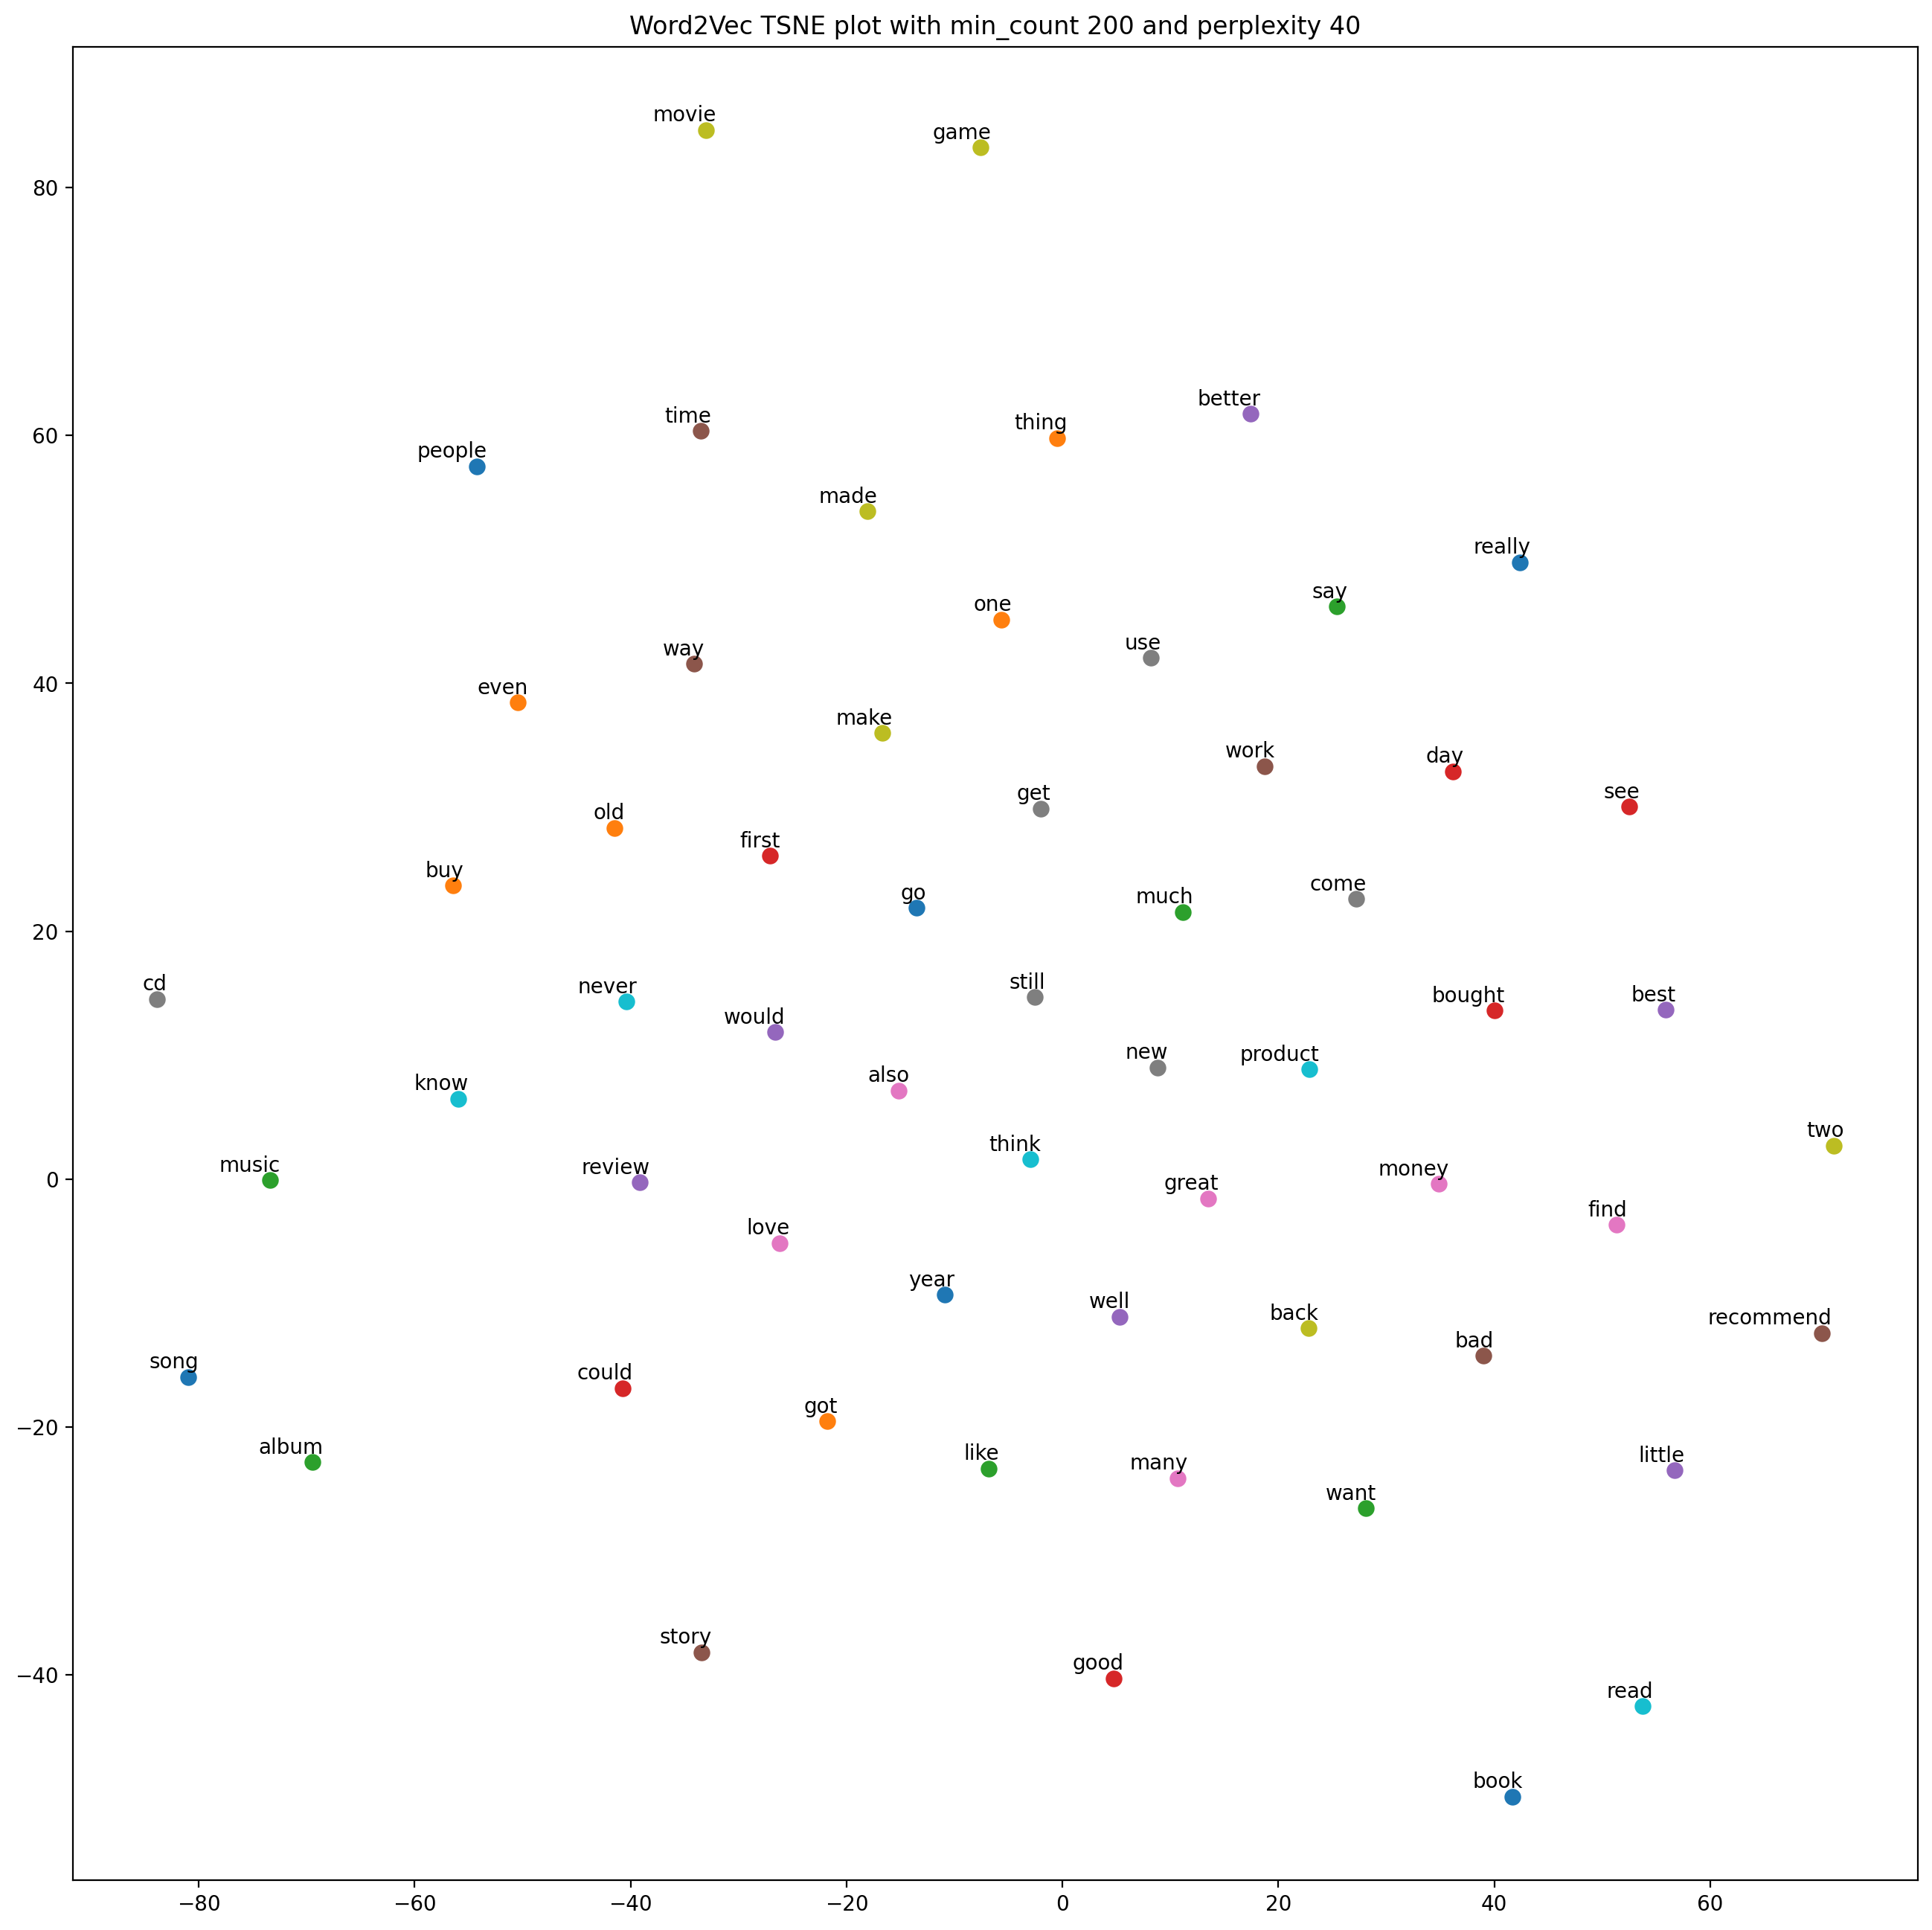 Word2Vec TSNE plot with min_count 200 and perplexity 40
movie
game
80
better
time
thing
60
people
made
really
say
one
use
way
40
even
make
work
day
see
get
old
first
buy
come
go
much
20
cd
still
never
bought
best
would
new
product
also
know
two
think
0
music
review
money
great
find
love
year
well
back
recommend
bad
song
could
−20
got
album
like
little
many
want
story
−40
good
read
book
−80
−60
−40
−20
0
20
40
60